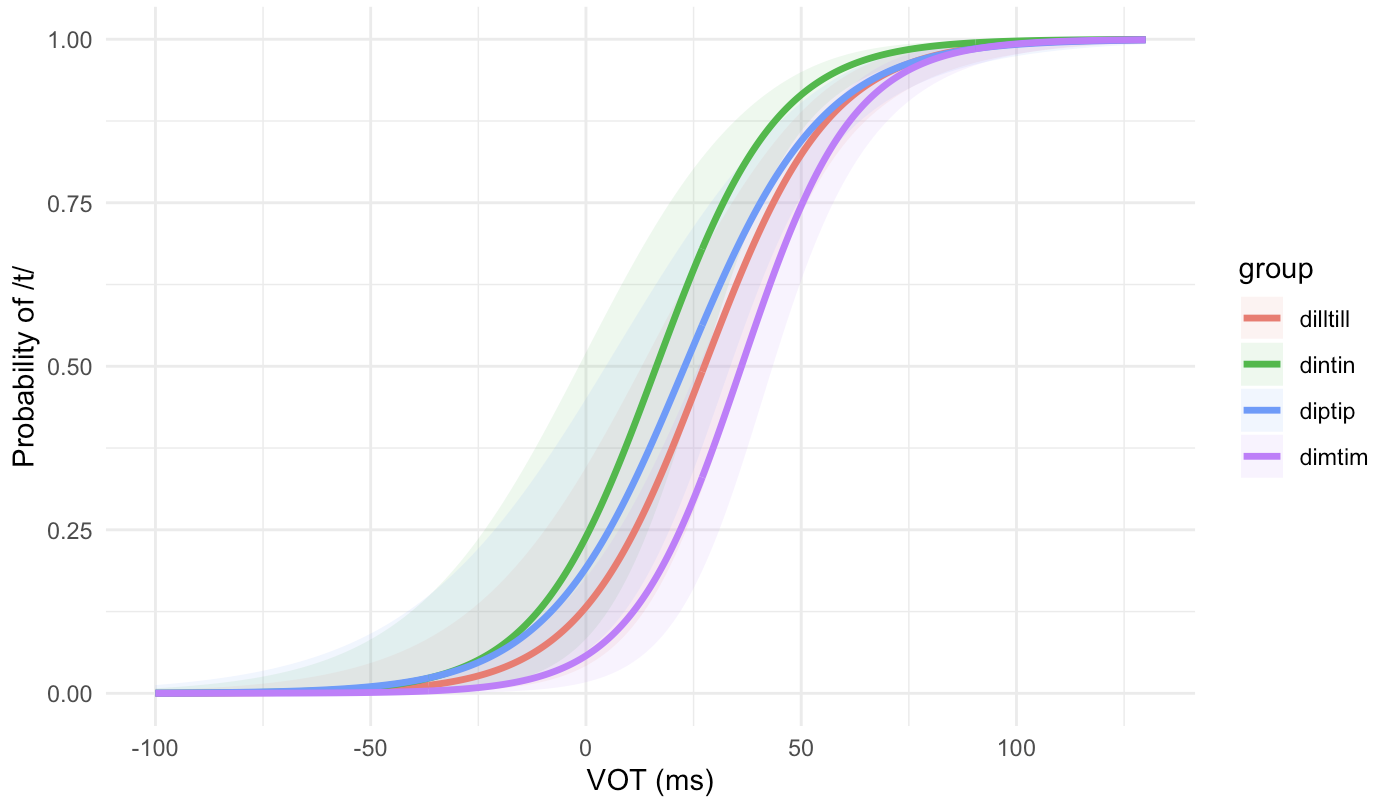 1.00
0.75
0.50
0.25
0.00
Probability of /t/
-100
-50
0
50
100
VOT (ms)
group
dilltill
dintin
diptip
dimtim